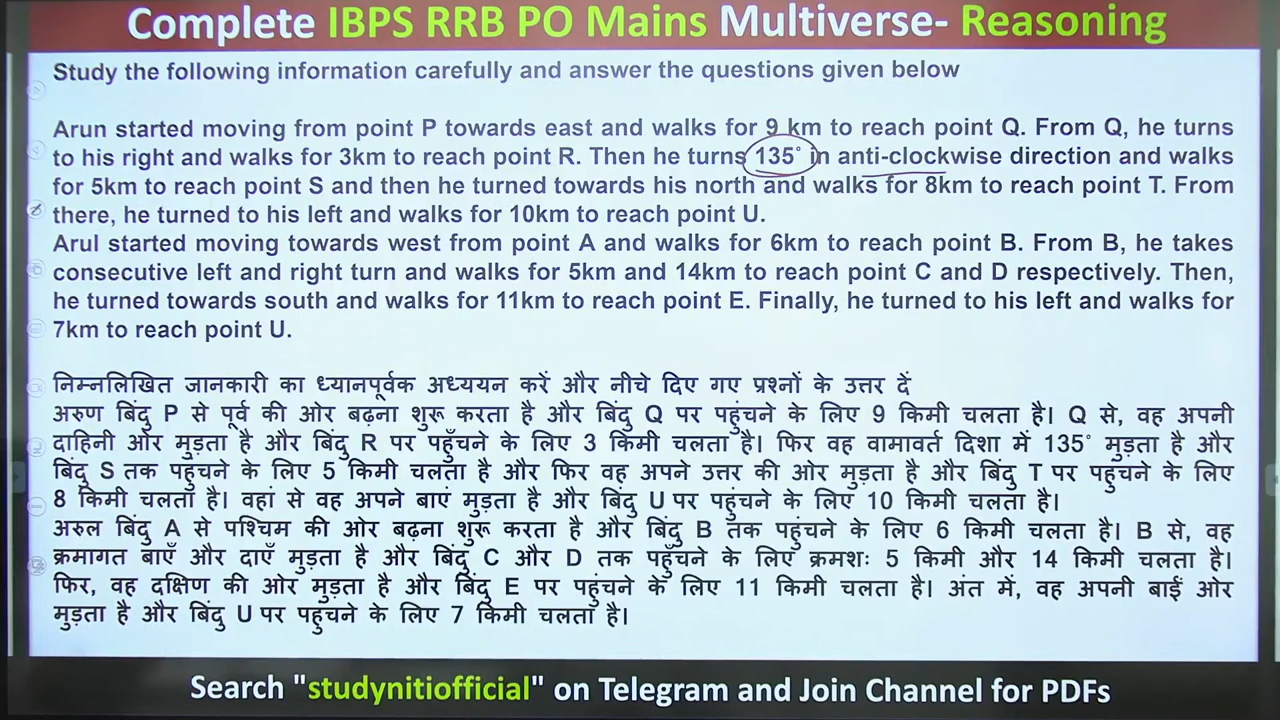 Complete IBPS RRB PO Mains Multiverse- Reasoning
Study the following information carefully and answer the questions given below
Arun started moving from point P towards east and walks for 9 km to reach point Q. From Q, he turns
to his right and walks for 3km to reach point R. Then he turns 135° in anti-clockwise direction and walks
for 5km to reach point S and then he turned towards his north and walks for 8km to reach point T. From
there, he turned to his left and walks for 10km to reach point U.
Arul started moving towards west from point A and walks for 6km to reach point B. From B, he takes
consecutive left and right turn and walks for 5km and 14km to reach point C and D respectively. Then,
he turned towards south and walks for 11km to reach point E. Finally, he turned to his left and walks for
7km to reach point U.
निम्नलिखित जानकारी का ध्यानपूर्वक अध्ययन करें और नीचे दिए गए प्रश्नों के उत्तर दें
अरुण बिंदु P से पूर्व की ओर बढ़ना शुरू करता है और बिंदु Q पर पहुंचने के लिए 9 किमी चलता है। Q से, वह अपनी
दाहिनी ओर मुड़ता है और बिंदु R पर पहुँचने के लिए 3 किमी चलता है। फिर वह वामावर्त दिशा में 135° मुड़ता है और
बिंदु S तक पहुंचने के लिए 5 किमी चलता है और फिर वह अपने उत्तर की ओर मुड़ता है और बिंदु T पर पहुंचने के लिए
8 किमी चलता है। वहां से वह अपने बाएं मुड़ता है और बिंदु U पर पहुंचने के लिए 10 किमी चलता है।
अरुल बिंदु A से पश्चिम की ओर बढ़ना शुरू करता है और बिंदु B तक पहुंचने के लिए 6 किमी चलता है। B से, वह
क्रमागत बाएँ और दाएँ मुड़ता है और बिंदु C और D तक पहुँचने के लिए क्रमशः 5 किमी और 14 किमी चलता है।
फिर, वह दक्षिण की ओर मुड़ता है और बिंदु E पर पहुंचने के लिए 11 किमी चलता है। अंत में, वह अपनी बाईं ओर
मुड़ता है और बिंदु U पर पहुंचने के लिए 7 किमी चलता है।
Search "studynitiofficial" on Telegram and Join Channel for PDFs